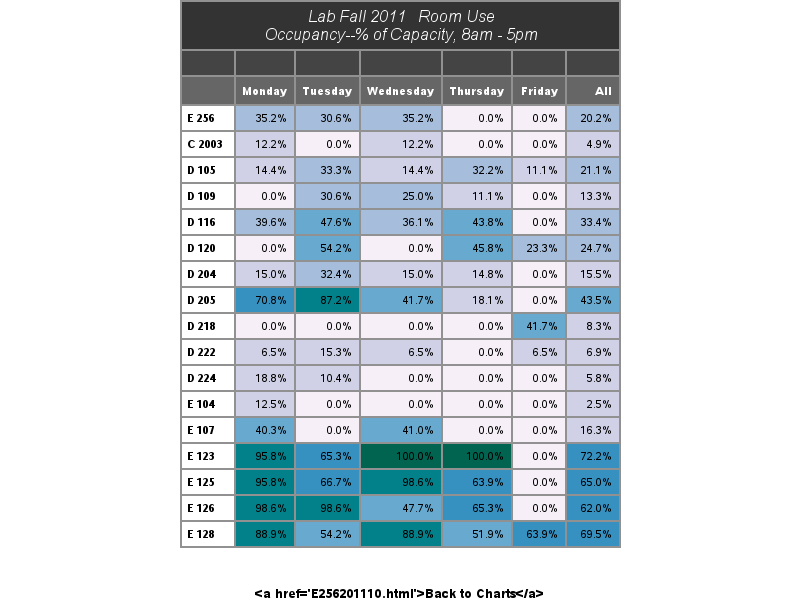 Lab Fall 2011 Room Use
Occupancy--% of Capacity, 8am - 5pm
Monday Tuesday Wednesday Thursday Friday All
E 256 35.2% 30.6% 35.2% 0.0% 0.0% 20.2%
C 2003 12.2% 0.0% 12.2% 0.0% 0.0% 4.9%
D 105 14.4% 33.3% 14.4% 32.2% 11.1% 21.1%
D 109 0.0% 30.6% 25.0% 11.1% 0.0% 13.3%
D 116 39.6% 47.6% 36.1% 43.8% 0.0% 33.4%
D 120 0.0% 54.2% 0.0% 45.8% 23.3% 24.7%
D 204 15.0% 32.4% 15.0% 14.8% 0.0% 15.5%
D 205 70.8% 87.2% 41.7% 18.1% 0.0% 43.5%
D 218 0.0% 0.0% 0.0% 0.0% 41.7% 8.3%
D 222 6.5% 15.3% 6.5% 0.0% 6.5% 6.9%
D 224 18.8% 10.4% 0.0% 0.0% 0.0% 5.8%
E 104 12.5% 0.0% 0.0% 0.0% 0.0% 2.5%
E 107 40.3% 0.0% 41.0% 0.0% 0.0% 16.3%
E 123 95.8% 65.3% 100.0% 100.0% 0.0% 72.2%
E 125 95.8% 66.7% 98.6% 63.9% 0.0% 65.0%
E 126 98.6% 98.6% 47.7% 65.3% 0.0% 62.0%
E 128 88.9% 54.2% 88.9% 51.9% 63.9% 69.5%
<a href='E256201110.html'>Back to Charts</a>